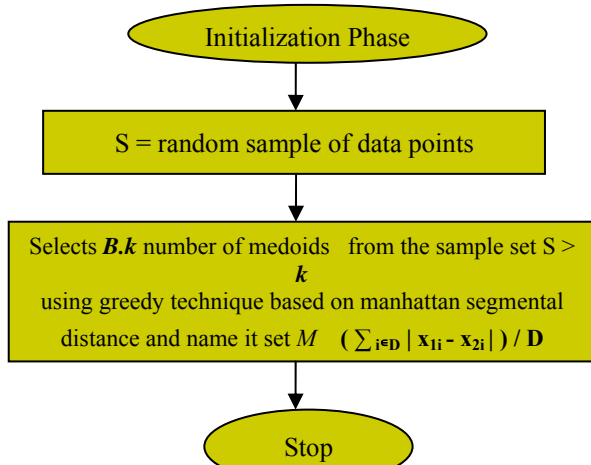 Initialization Phase
S = random sample of data points
Selects B.k number of medoids from the sample set S >
k
using greedy technique based on manhattan segmental
distance and name it set M ( ∑ i∈D | x1i - x2i | ) / D
Stop